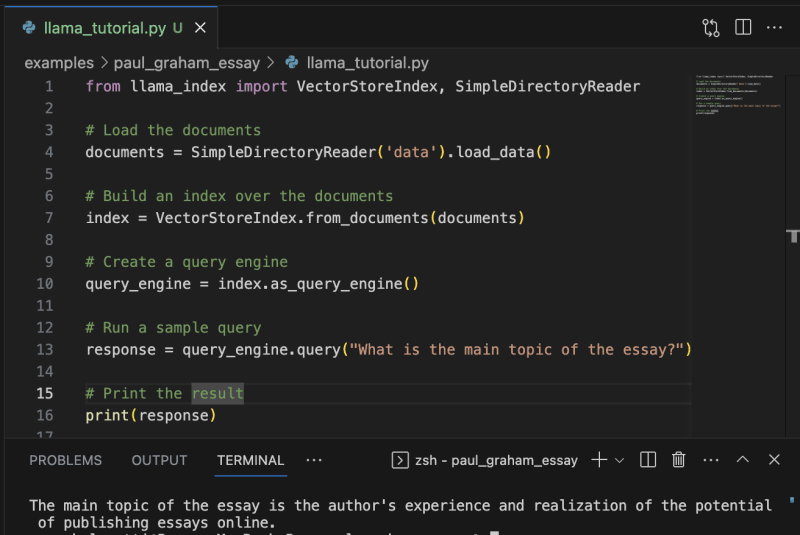 llama_tutorial.py U
examples > paul_graham_essay > llama_tutorial.py
1 from llama_index import VectorStoreIndex, SimpleDirectoryReader
2
3 # Load the documents
4 documents = SimpleDirectoryReader('data').load_data()
5
6 # Build an index over the documents
7 index = VectorStoreIndex.from_documents(documents)
8
9 # Create a query engine
10 query_engine = index.as_query_engine()
11
12 # Run a sample query
13 response = query_engine.query("What is the main topic of the essay?")
14
15 # Print the result
16 print(response)
17
PROBLEMS OUTPUT TERMINAL ··· zsh - paul_graham_essay
The main topic of the essay is the author's experience and realization of the potential
of publishing essays online.